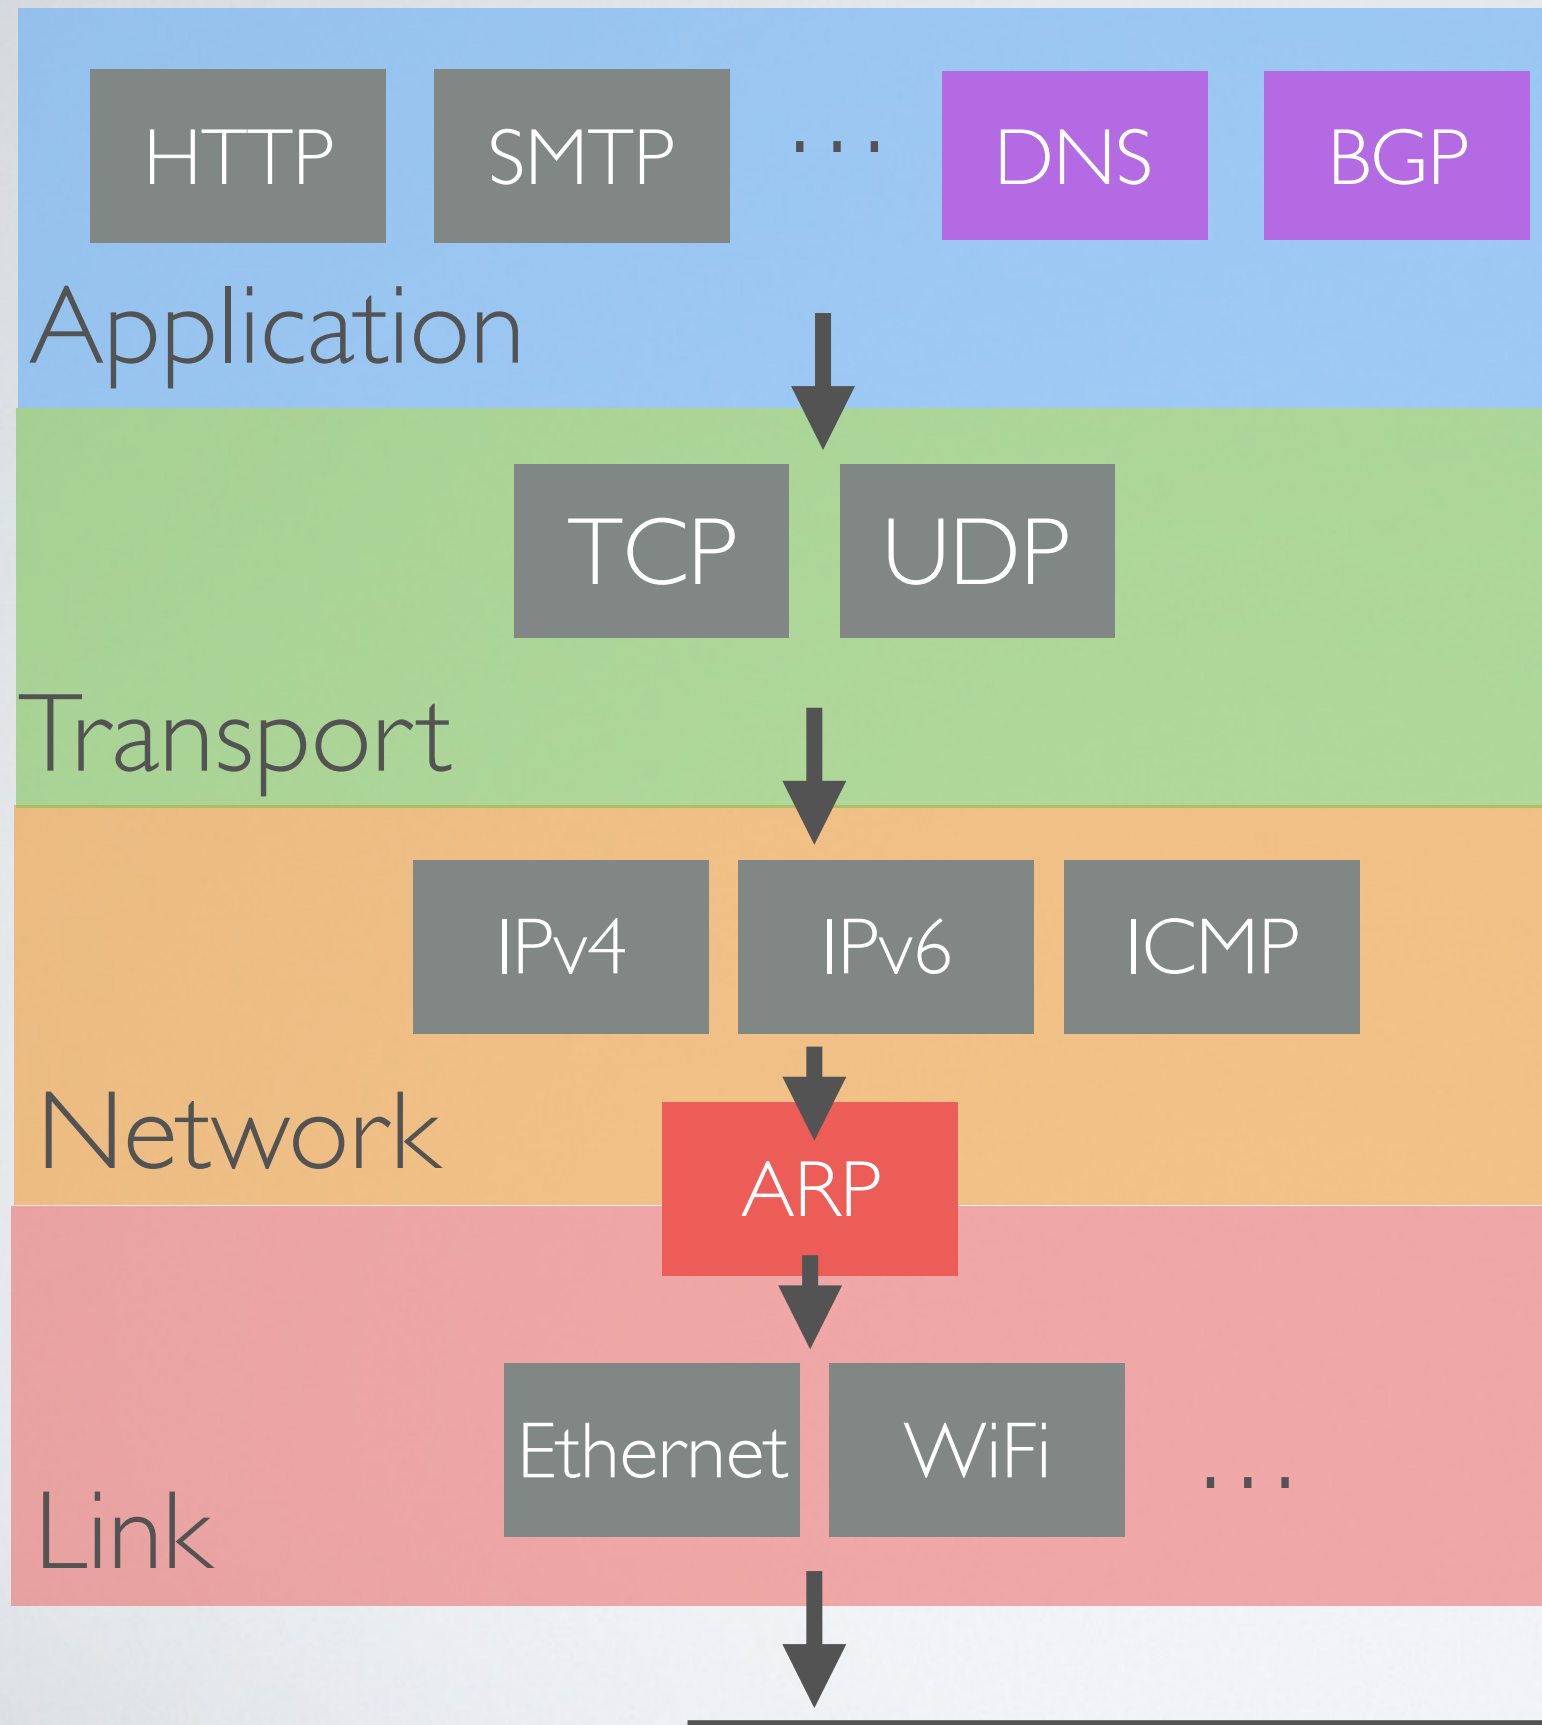 HTTP SMTP ... DNS BGP
Application
TCP UDP
Transport
IPv4 IPv6 ICMP
Network
ARP
Ethernet WiFi ...
Link